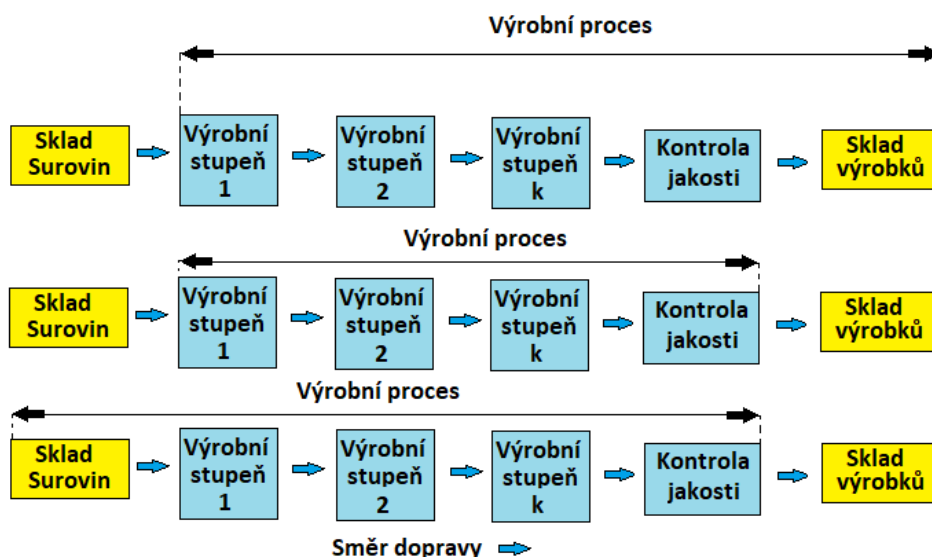 Výrobní proces
Sklad
Surovin
Výrobní
stupeň
1
Výrobní
stupeň
2
Výrobní
stupeň
k
Kontrola
jakosti
Sklad
výrobků
Výrobní proces
Sklad
Surovin
Výrobní
stupeň
1
Výrobní
stupeň
2
Výrobní
stupeň
k
Kontrola
jakosti
Sklad
výrobků
Výrobní proces
Sklad
Surovin
Výrobní
stupeň
1
Výrobní
stupeň
2
Výrobní
stupeň
k
Kontrola
jakosti
Sklad
výrobků
Směr dopravy